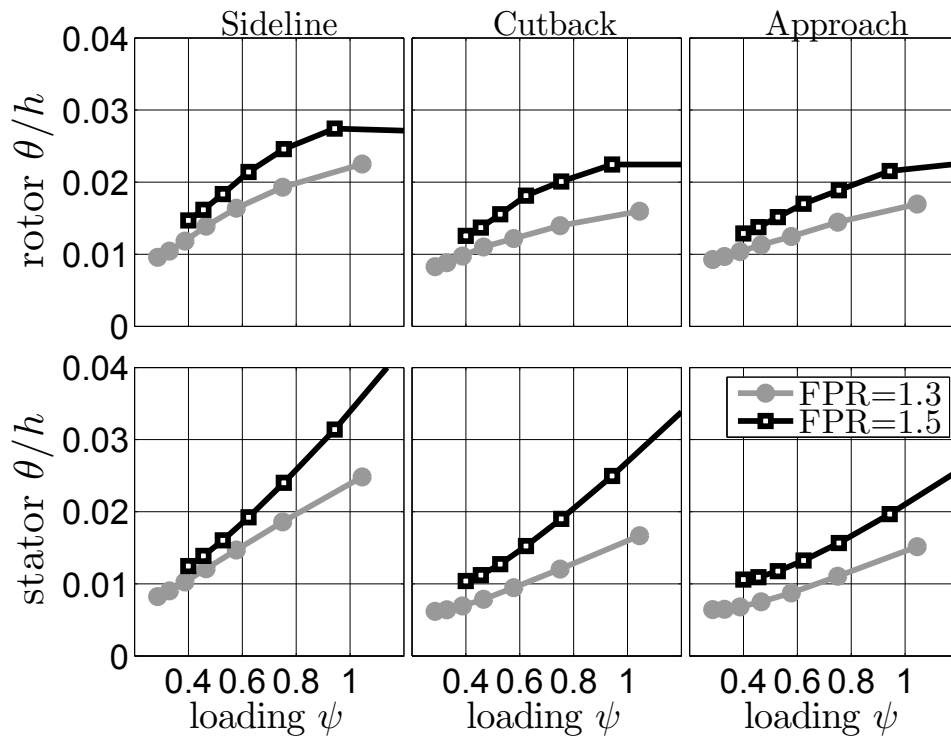 Sideline Cutback Approach
0.04
0.03
0.02
0.01
0
rotor θ/h
0.04
0.03
0.02
0.01
0
stator θ/h
FPR=1.3
FPR=1.5
0.4 0.6 0.8 1 0.4 0.6 0.8 1 0.4 0.6 0.8 1
loading ψ loading ψ loading ψ